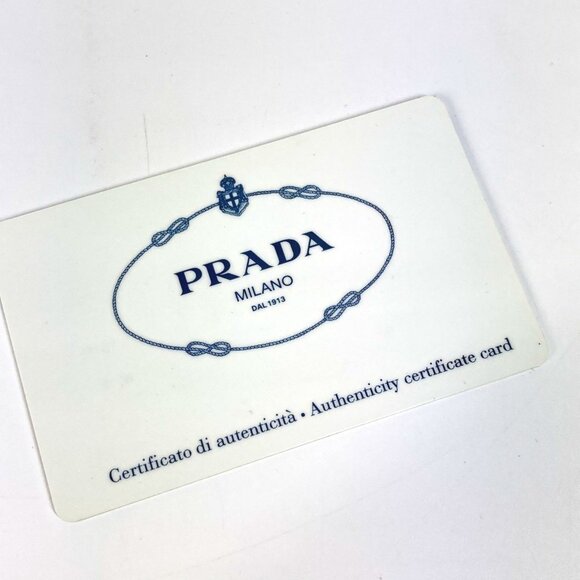 PRADA
MILANO
DAL 1913
Certificato di autenticità • Authenticity certificate card